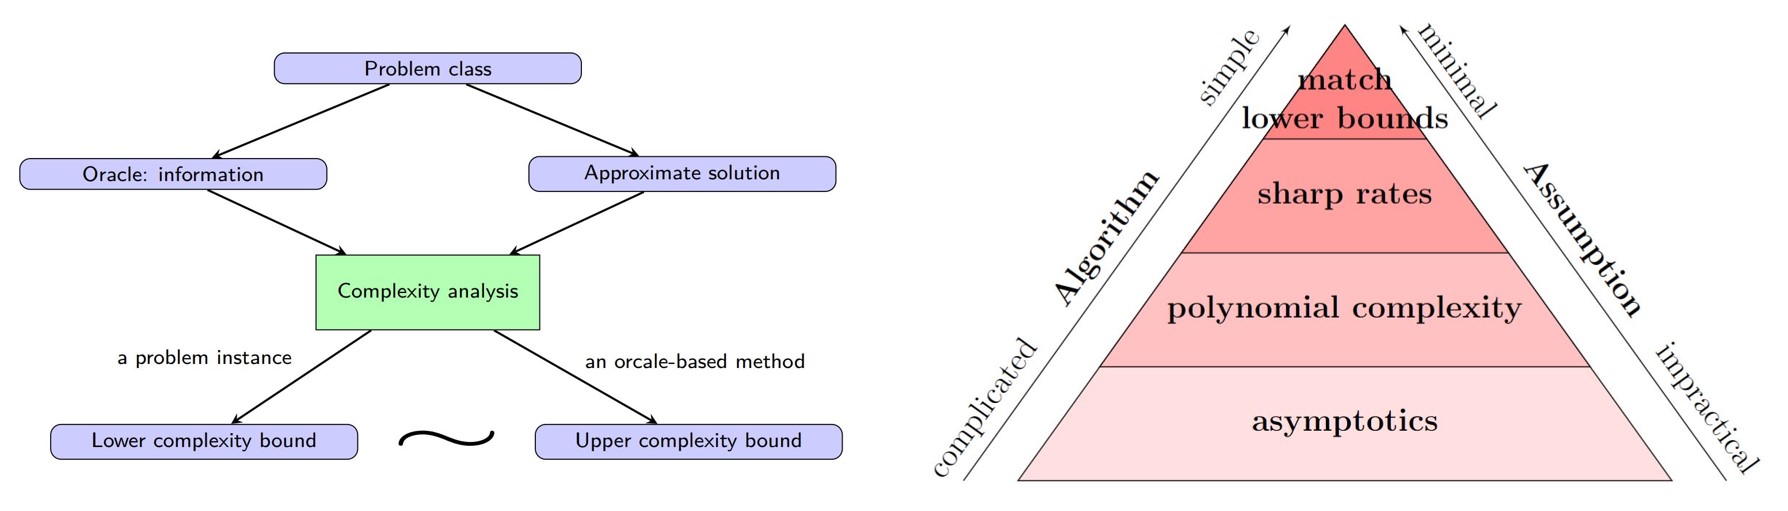 Problem class
Oracle: information
Approximate solution
Complexity analysis
a problem instance
an orcale-based method
Lower complexity bound
Upper complexity bound
simple
Algorithm
complicated
match
lower bounds
sharp rates
polynomial complexity
asymptotics
minimal
Assumption
impractical